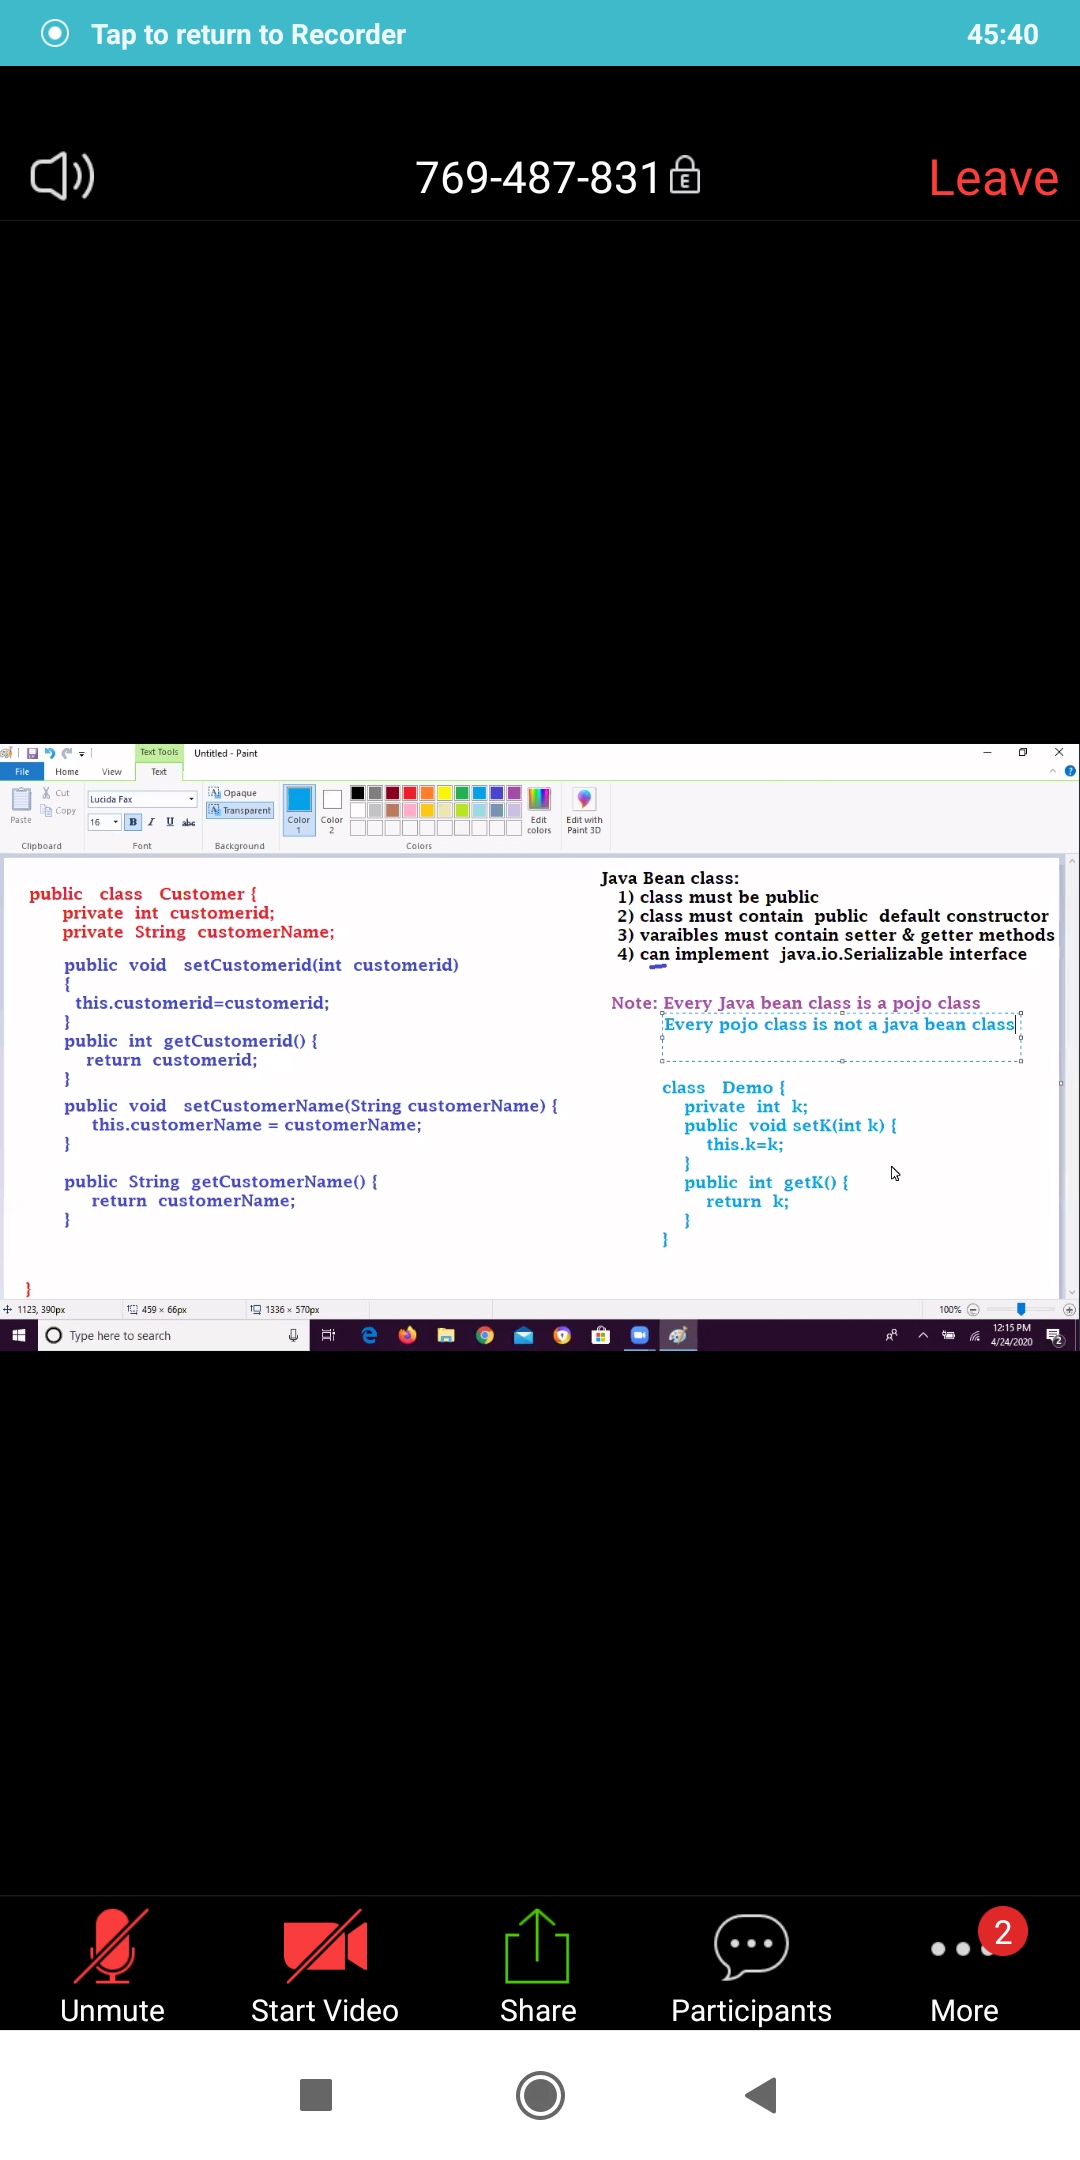 Tap to return to Recorder
45:40
769-487-831
Leave
Text Tools
Untitled - Paint
File
Home
View
Text
Cut
Copy
Paste
Lucida Fax
16
B I U abc
Opaque
Transparent
Color 1
Color 2
Edit colors
Edit with Paint 3D
Clipboard
Font
Background
Colors
public class Customer {
private int customerid;
private String customerName;
public void setCustomerid(int customerid)
{
this.customerid=customerid;
}
public int getCustomerid() {
return customerid;
}
public void setCustomerName(String customerName) {
this.customerName = customerName;
}
public String getCustomerName() {
return customerName;
}
}
Java Bean class:
1) class must be public
2) class must contain public default constructor
3) varaibles must contain setter & getter methods
4) can implement java.io.Serializable interface
Note: Every Java bean class is a pojo class
Every pojo class is not a java bean class
class Demo {
private int k;
public void setK(int k) {
this.k=k;
}
public int getK() {
return k;
}
}
1123, 390px
459 × 66px
1336 × 570px
100%
Type here to search
12:15 PM
4/24/2020
2
2
Unmute
Start Video
Share
Participants
More